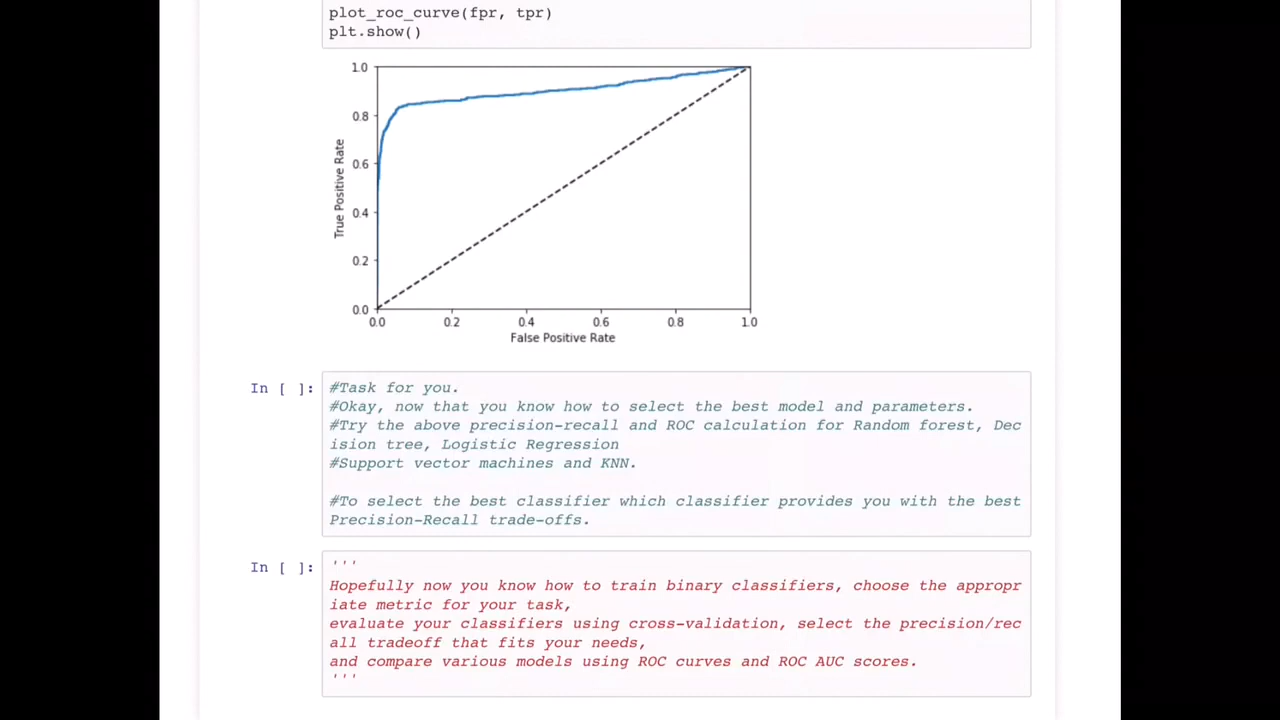 plot_roc_curve(fpr, tpr)
plt.show()
1.0
0.8
0.6
0.4
0.2
0.0
True Positive Rate
0.0 0.2 0.4 0.6 0.8 1.0
False Positive Rate
In [ ]:
#Task for you.
#Okay, now that you know how to select the best model and parameters.
#Try the above precision-recall and ROC calculation for Random forest, Dec
ision tree, Logistic Regression
#Support vector machines and KNN.
#To select the best classifier which classifier provides you with the best
Precision-Recall trade-offs.
In [ ]:
'''
Hopefully now you know how to train binary classifiers, choose the appropr
iate metric for your task,
evaluate your classifiers using cross-validation, select the precision/rec
all tradeoff that fits your needs,
and compare various models using ROC curves and ROC AUC scores.
'''